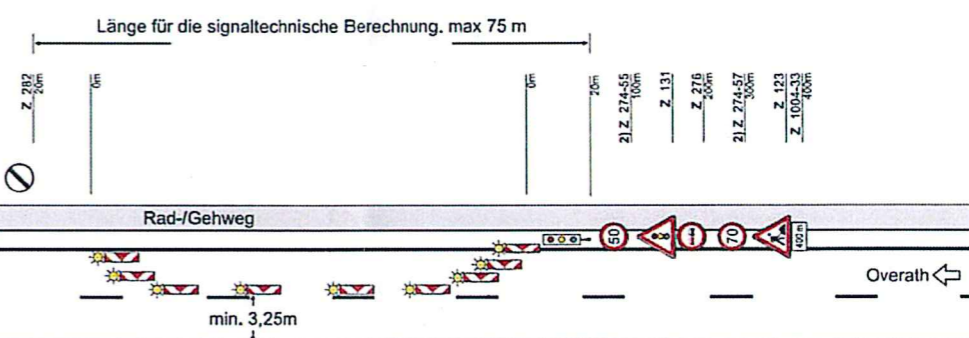 Länge für die signaltechnische Berechnung. max 75 m
Z 282
20m
0m
0m
20m
2) Z 274-55
100m
Z 131
Z 276
200m
2) Z 274-57
300m
Z 123
Z 1004-33
400m
Rad-/Gehweg
50
70
400 m
Overath
min. 3,25m